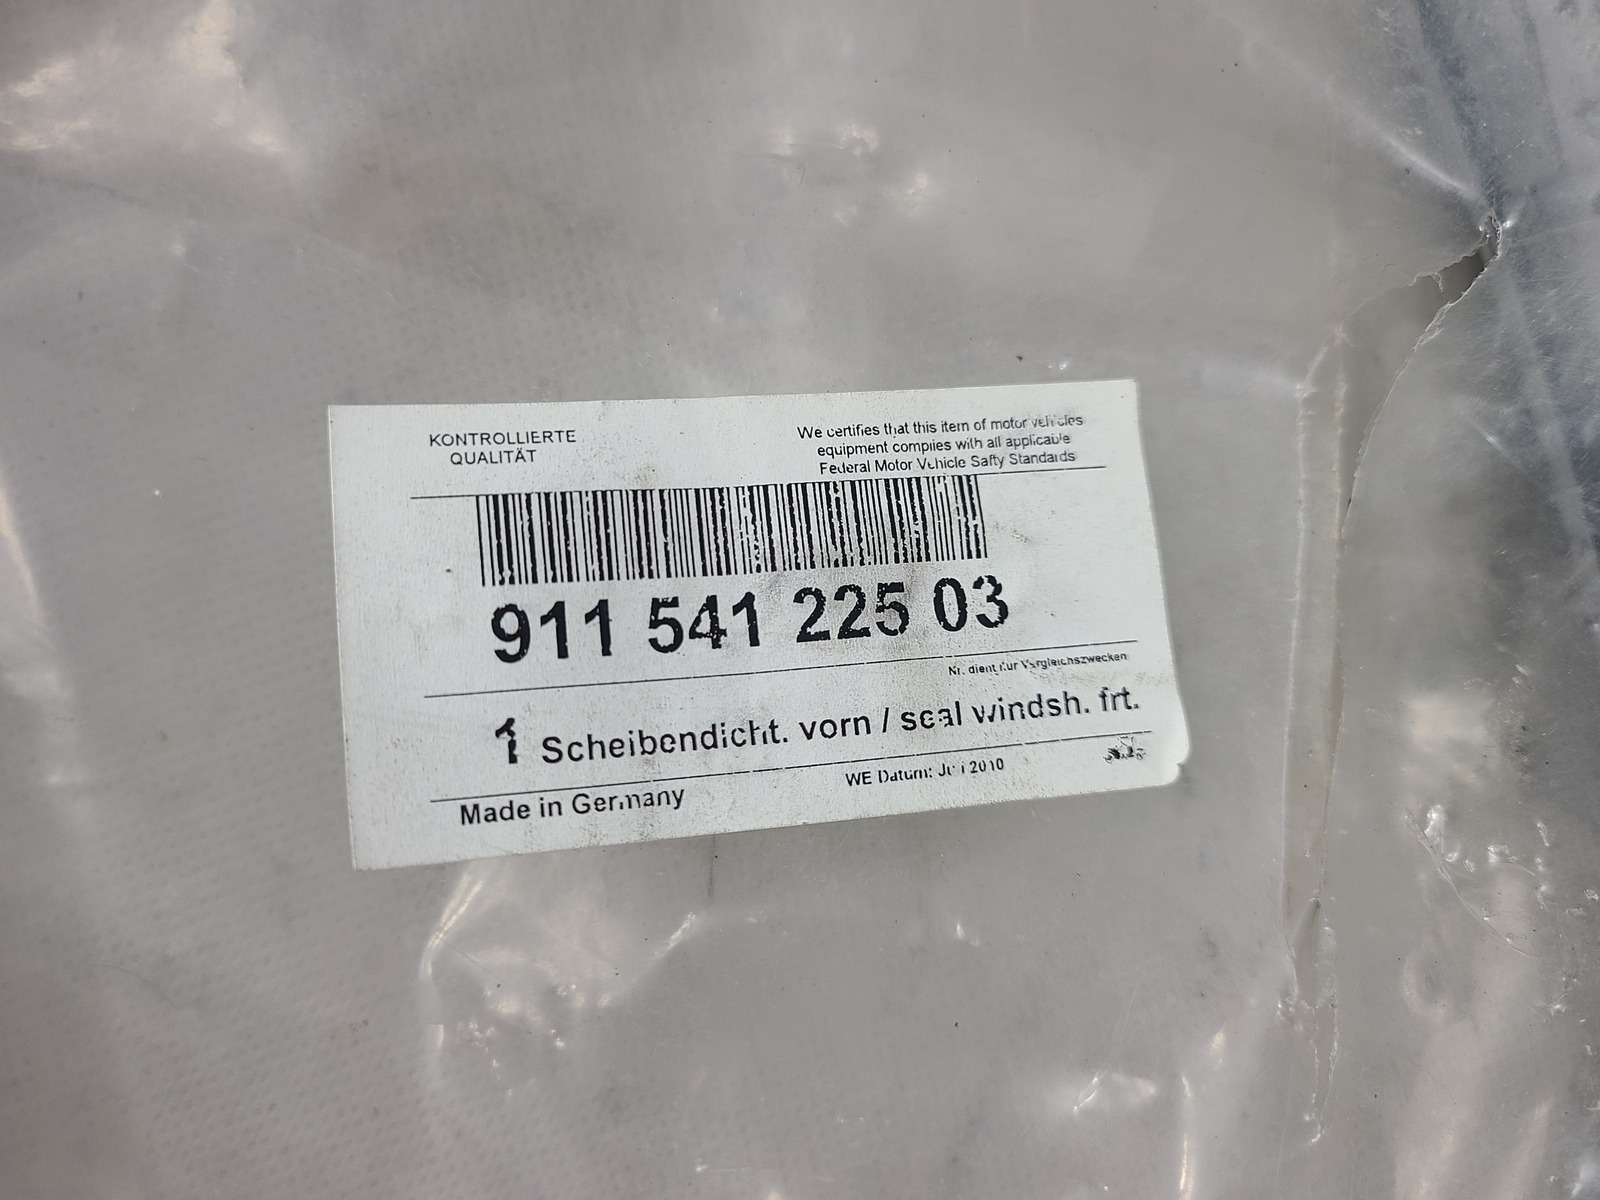 KONTROLLIERTE
QUALITÄT
We certifies that this item of motor vehicles
equipment complies with all applicable
Federal Motor Vehicle Safty Standards
911 541 225 03
Nr. dient nur Vergleichszwecken
1 Scheibendicht. vorn / seal windsh. frt.
WE Datum: 2010
Made in Germany